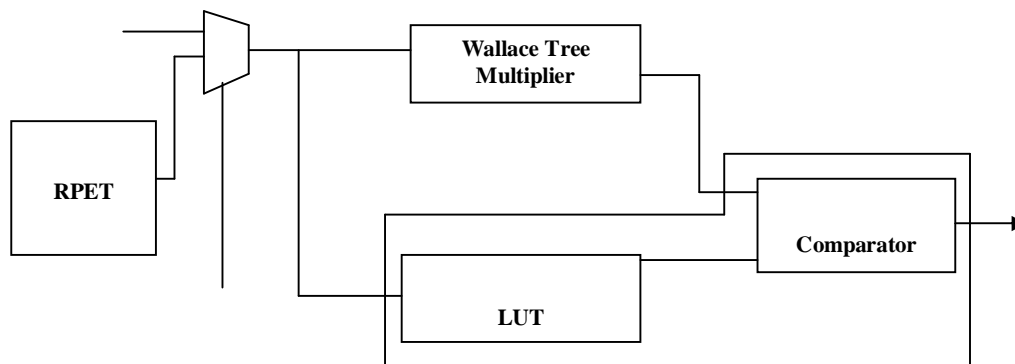 Wallace Tree
Multiplier
RPET
Comparator
LUT